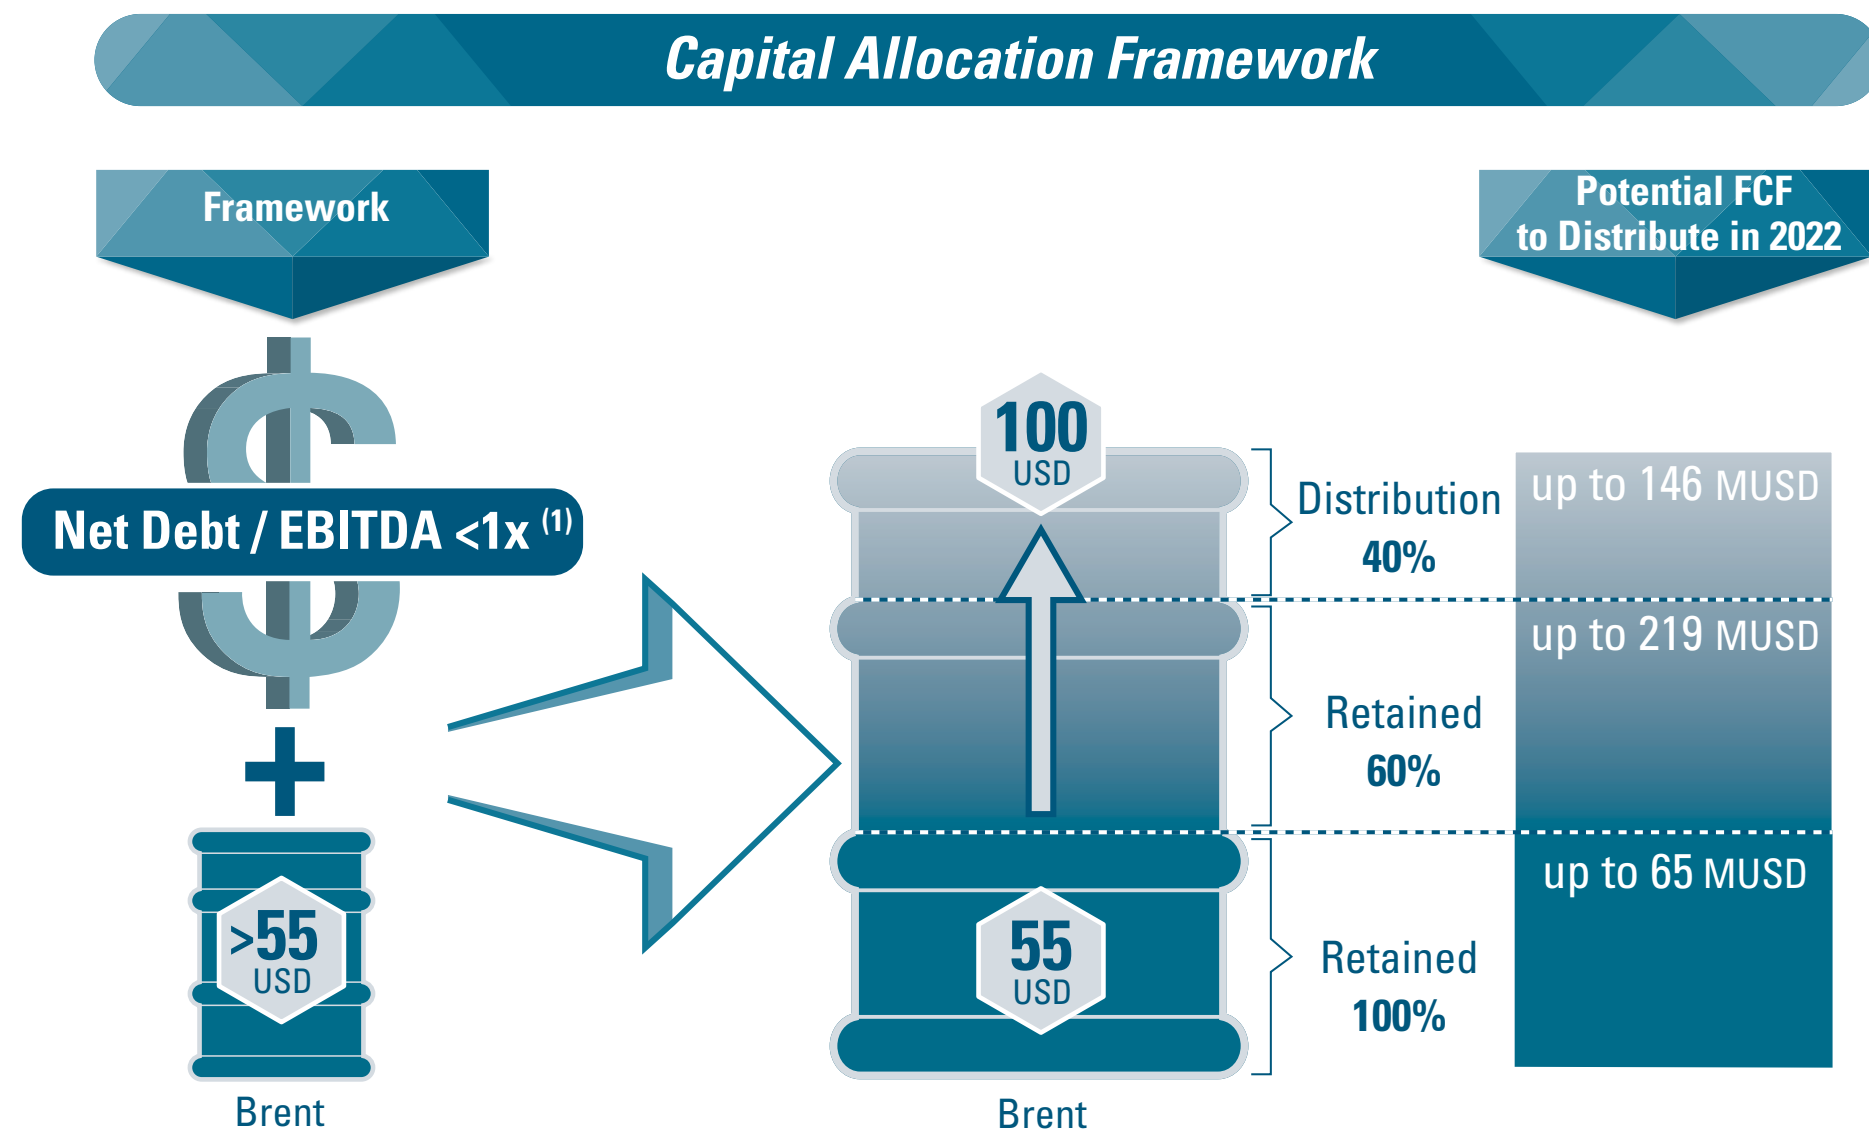 Capital Allocation Framework
Framework
Potential FCF
to Distribute in 2022
Net Debt / EBITDA <1x (1)
>55
USD
Brent
100
USD
55
USD
Brent
Distribution
40%
Retained
60%
Retained
100%
up to 146 MUSD
up to 219 MUSD
up to 65 MUSD